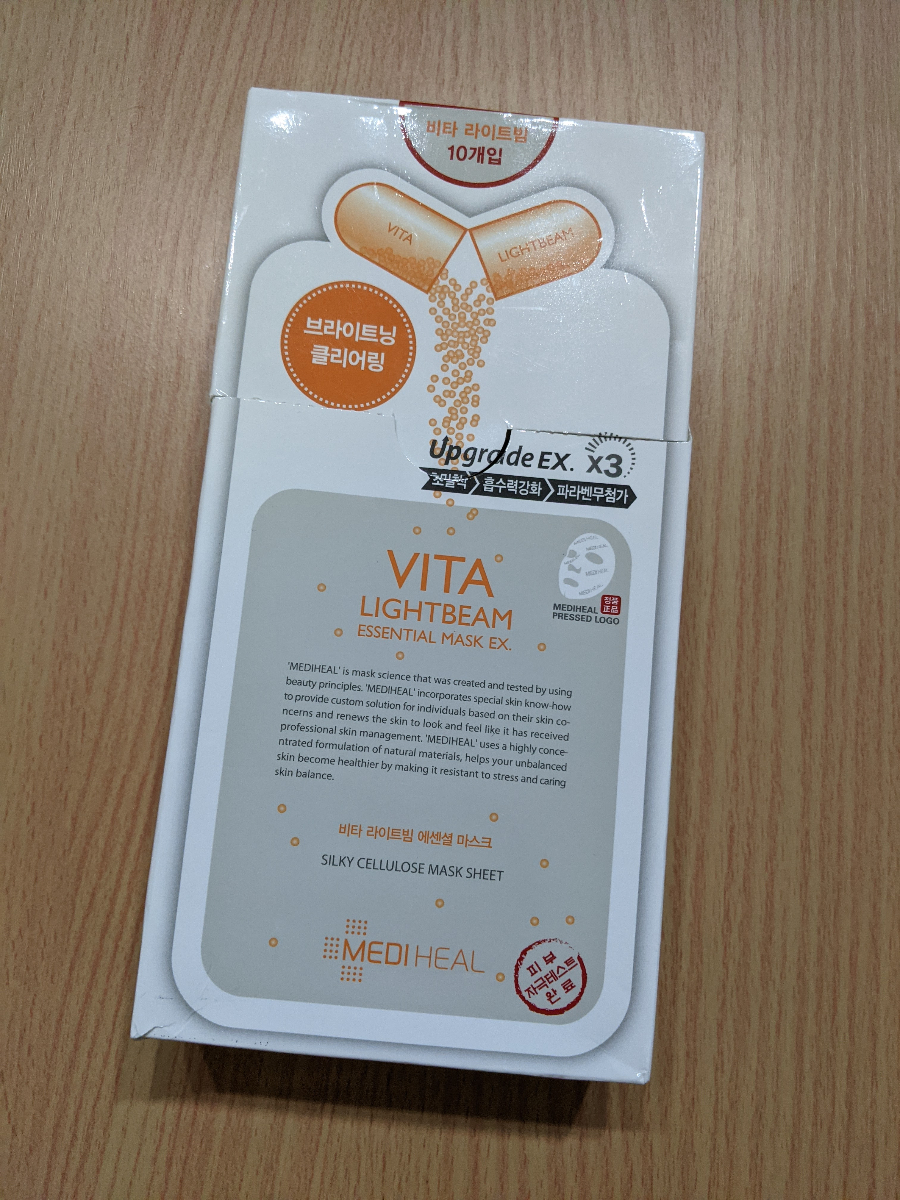 비타 라이트빔
10개입
VITA
LIGHTBEAM
브라이트닝
클리어링
Upgrade EX. x3
초밀착 흡수력강화 파라벤무첨가
VITA
LIGHTBEAM
ESSENTIAL MASK EX.
MEDIHEAL
PRESSED LOGO
정품
正品
'MEDIHEAL' is mask science that was created and tested by using
beauty principles. 'MEDIHEAL' incorporates special skin know-how
to provide custom solution for individuals based on their skin co-
ncerns and renews the skin to look and feel like it has received
professional skin management. 'MEDIHEAL' uses a highly conce-
ntrated formulation of natural materials, helps your unbalanced
skin become healthier by making it resistant to stress and caring
skin balance.
비타 라이트빔 에센셜 마스크
SILKY CELLULOSE MASK SHEET
MEDIHEAL
피부
자극테스트
완료